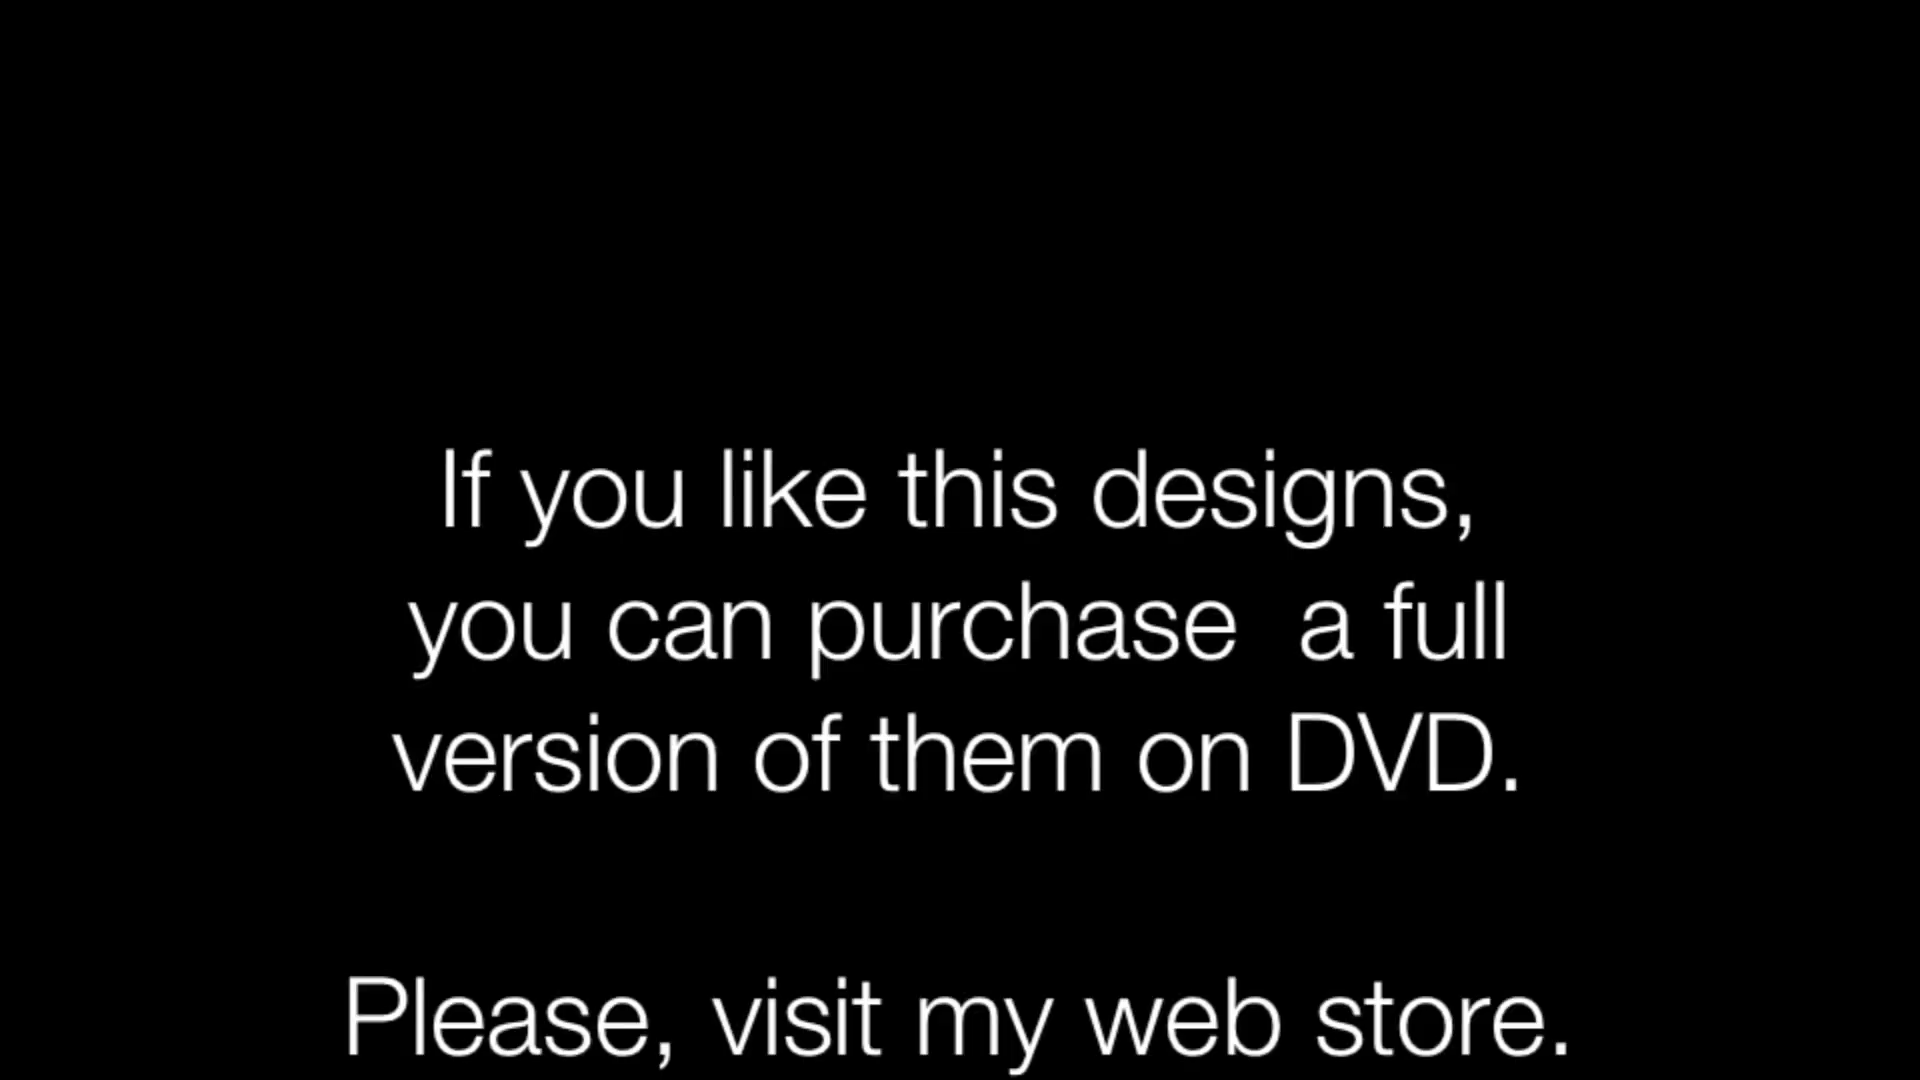 If you like this designs,
you can purchase  a full
version of them on DVD.
Please, visit my web store.